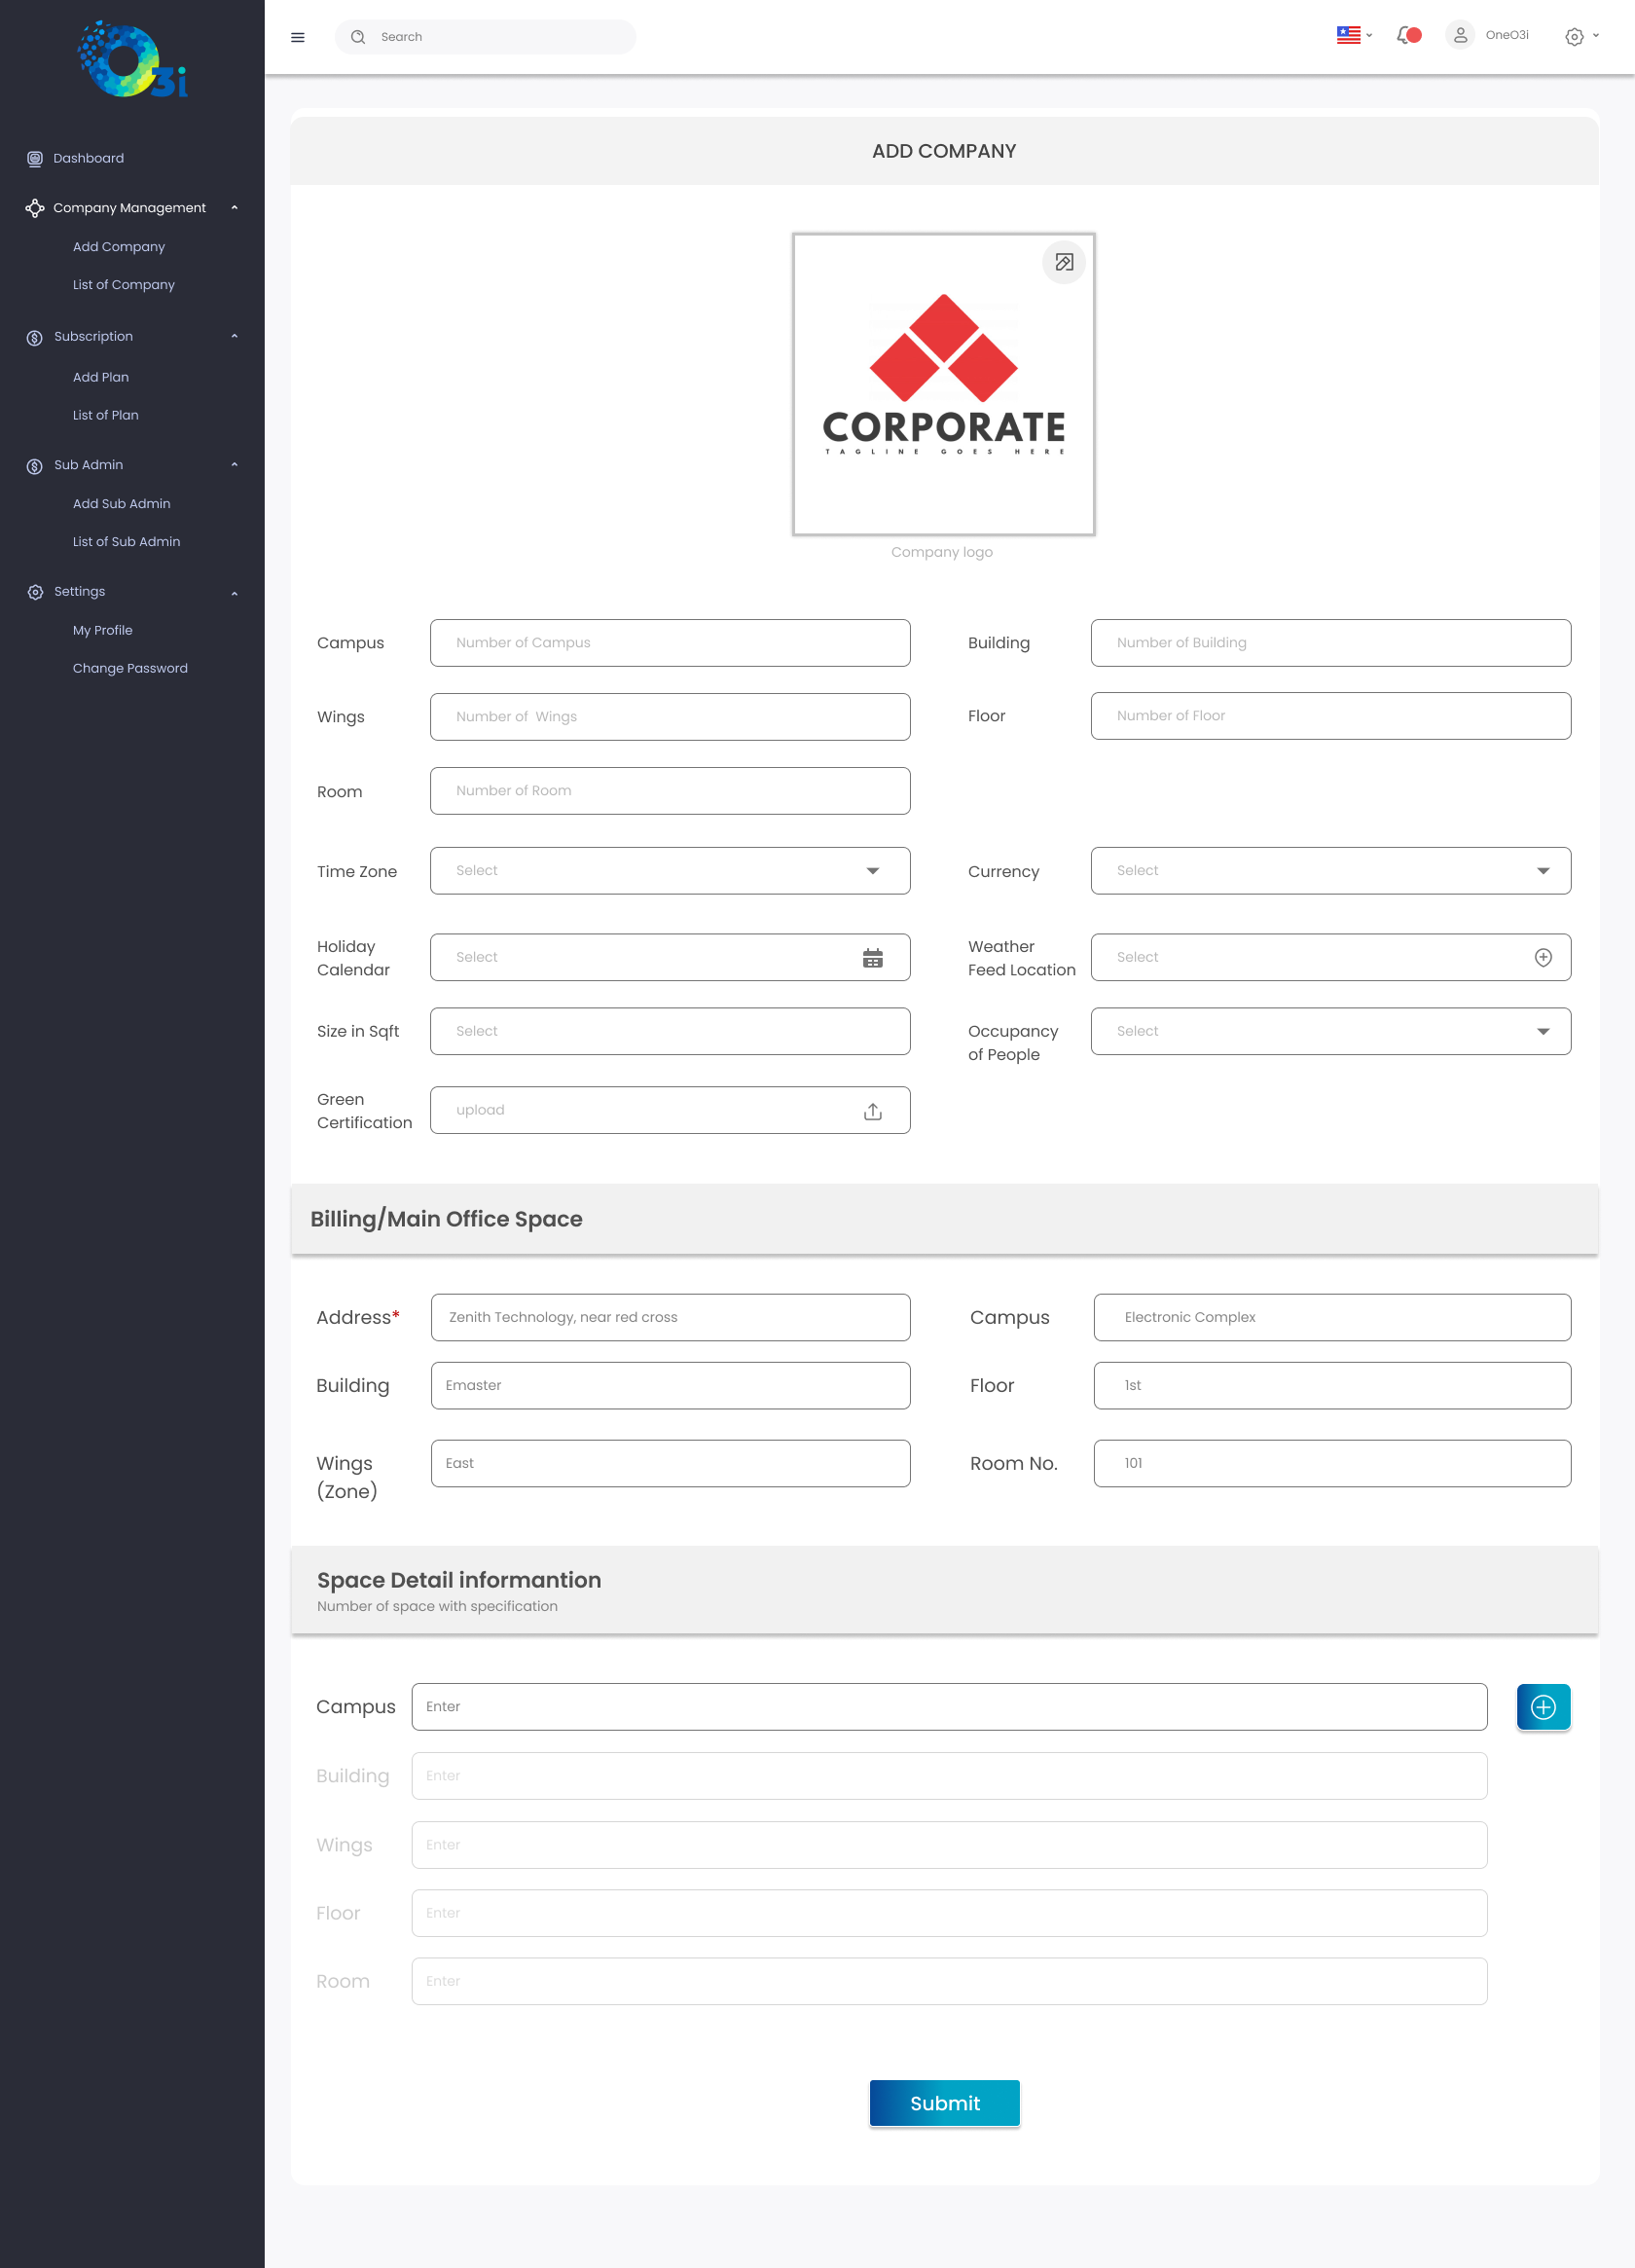 3i
Search
OneO3i
Dashboard
Company Management
Add Company
List of Company
Subscription
Add Plan
List of Plan
Sub Admin
Add Sub Admin
List of Sub Admin
Settings
My Profile
Change Password
ADD COMPANY
CORPORATE
TAGLINE GOES HERE
Company logo
Campus
Number of Campus
Building
Number of Building
Wings
Number of  Wings
Floor
Number of Floor
Room
Number of Room
Time Zone
Select
Currency
Select
Holiday
Calendar
Select
Weather
Feed Location
Select
Size in Sqft
Select
Occupancy
of People
Select
Green
Certification
upload
Billing/Main Office Space
Address*
Zenith Technology, near red cross
Campus
Electronic Complex
Building
Emaster
Floor
1st
Wings
(Zone)
East
Room No.
101
Space Detail informantion
Number of space with specification
Campus
Enter
Building
Enter
Wings
Enter
Floor
Enter
Room
Enter
Submit